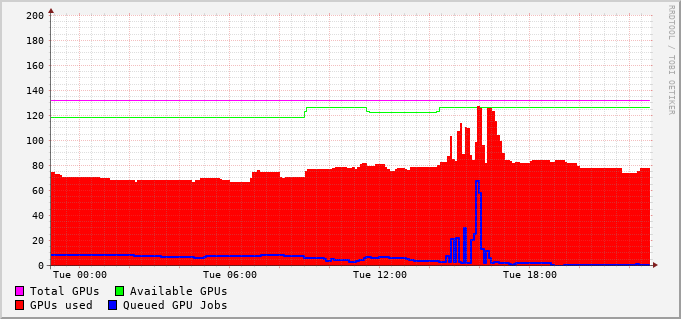 200
180
160
140
120
100
80
60
40
20
0
Tue 00:00 Tue 06:00 Tue 12:00 Tue 18:00
Total GPUs Available GPUs
GPUs used Queued GPU Jobs
RRDTOOL / TOBI OETIKER